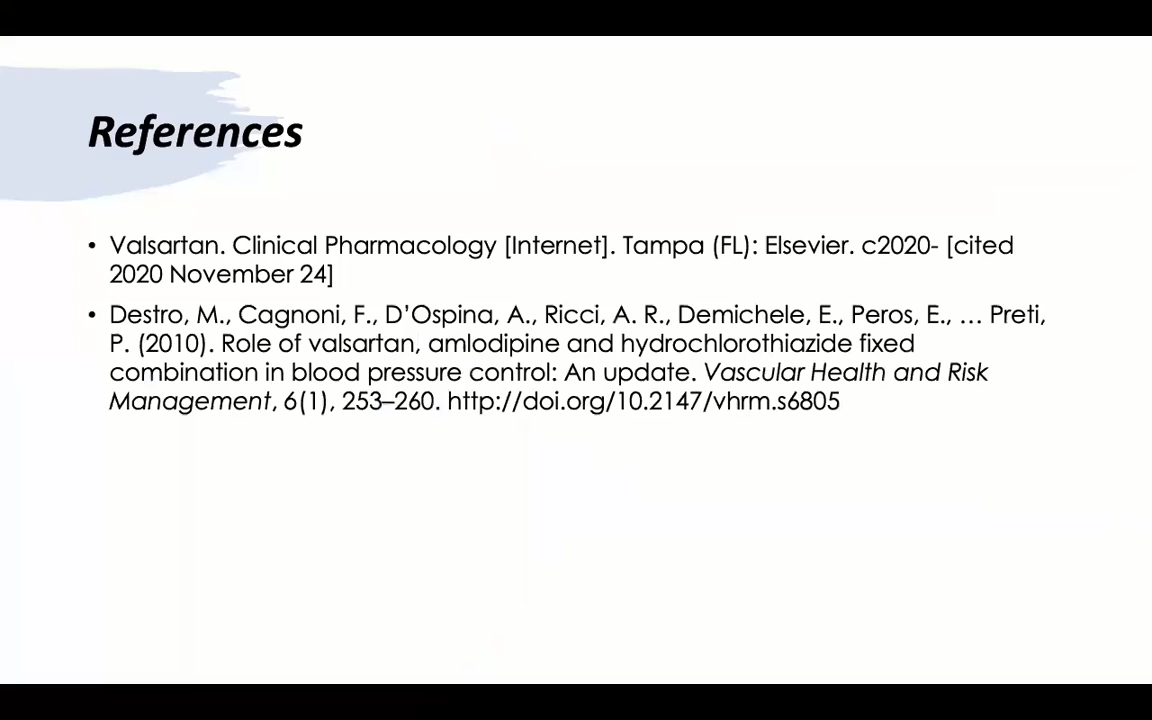 References
• Valsartan. Clinical Pharmacology [Internet]. Tampa (FL): Elsevier. c2020- [cited
2020 November 24]
• Destro, M., Cagnoni, F., D’Ospina, A., Ricci, A. R., Demichele, E., Peros, E., … Preti,
P. (2010). Role of valsartan, amlodipine and hydrochlorothiazide fixed
combination in blood pressure control: An update. Vascular Health and Risk
Management, 6(1), 253–260. http://doi.org/10.2147/vhrm.s6805